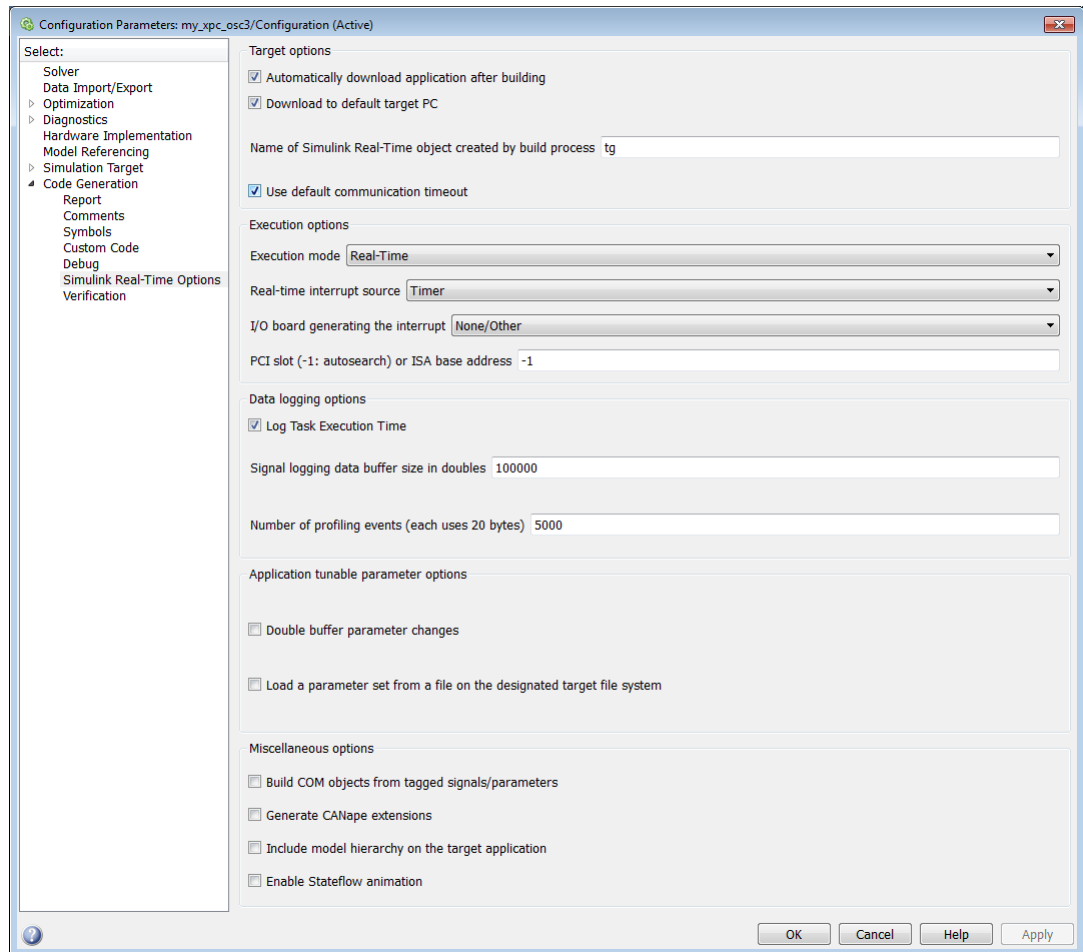 Configuration Parameters: my_xpc_osc3/Configuration (Active)
Select:
Solver
Data Import/Export
Optimization
Diagnostics
Hardware Implementation
Model Referencing
Simulation Target
Code Generation
Report
Comments
Symbols
Custom Code
Debug
Simulink Real-Time Options
Verification
Target options
Automatically download application after building
Download to default target PC
Name of Simulink Real-Time object created by build process tg
Use default communication timeout
Execution options
Execution mode Real-Time
Real-time interrupt source Timer
I/O board generating the interrupt None/Other
PCI slot (-1: autosearch) or ISA base address -1
Data logging options
Log Task Execution Time
Signal logging data buffer size in doubles 100000
Number of profiling events (each uses 20 bytes) 5000
Application tunable parameter options
Double buffer parameter changes
Load a parameter set from a file on the designated target file system
Miscellaneous options
Build COM objects from tagged signals/parameters
Generate CANape extensions
Include model hierarchy on the target application
Enable Stateflow animation
OK Cancel Help Apply